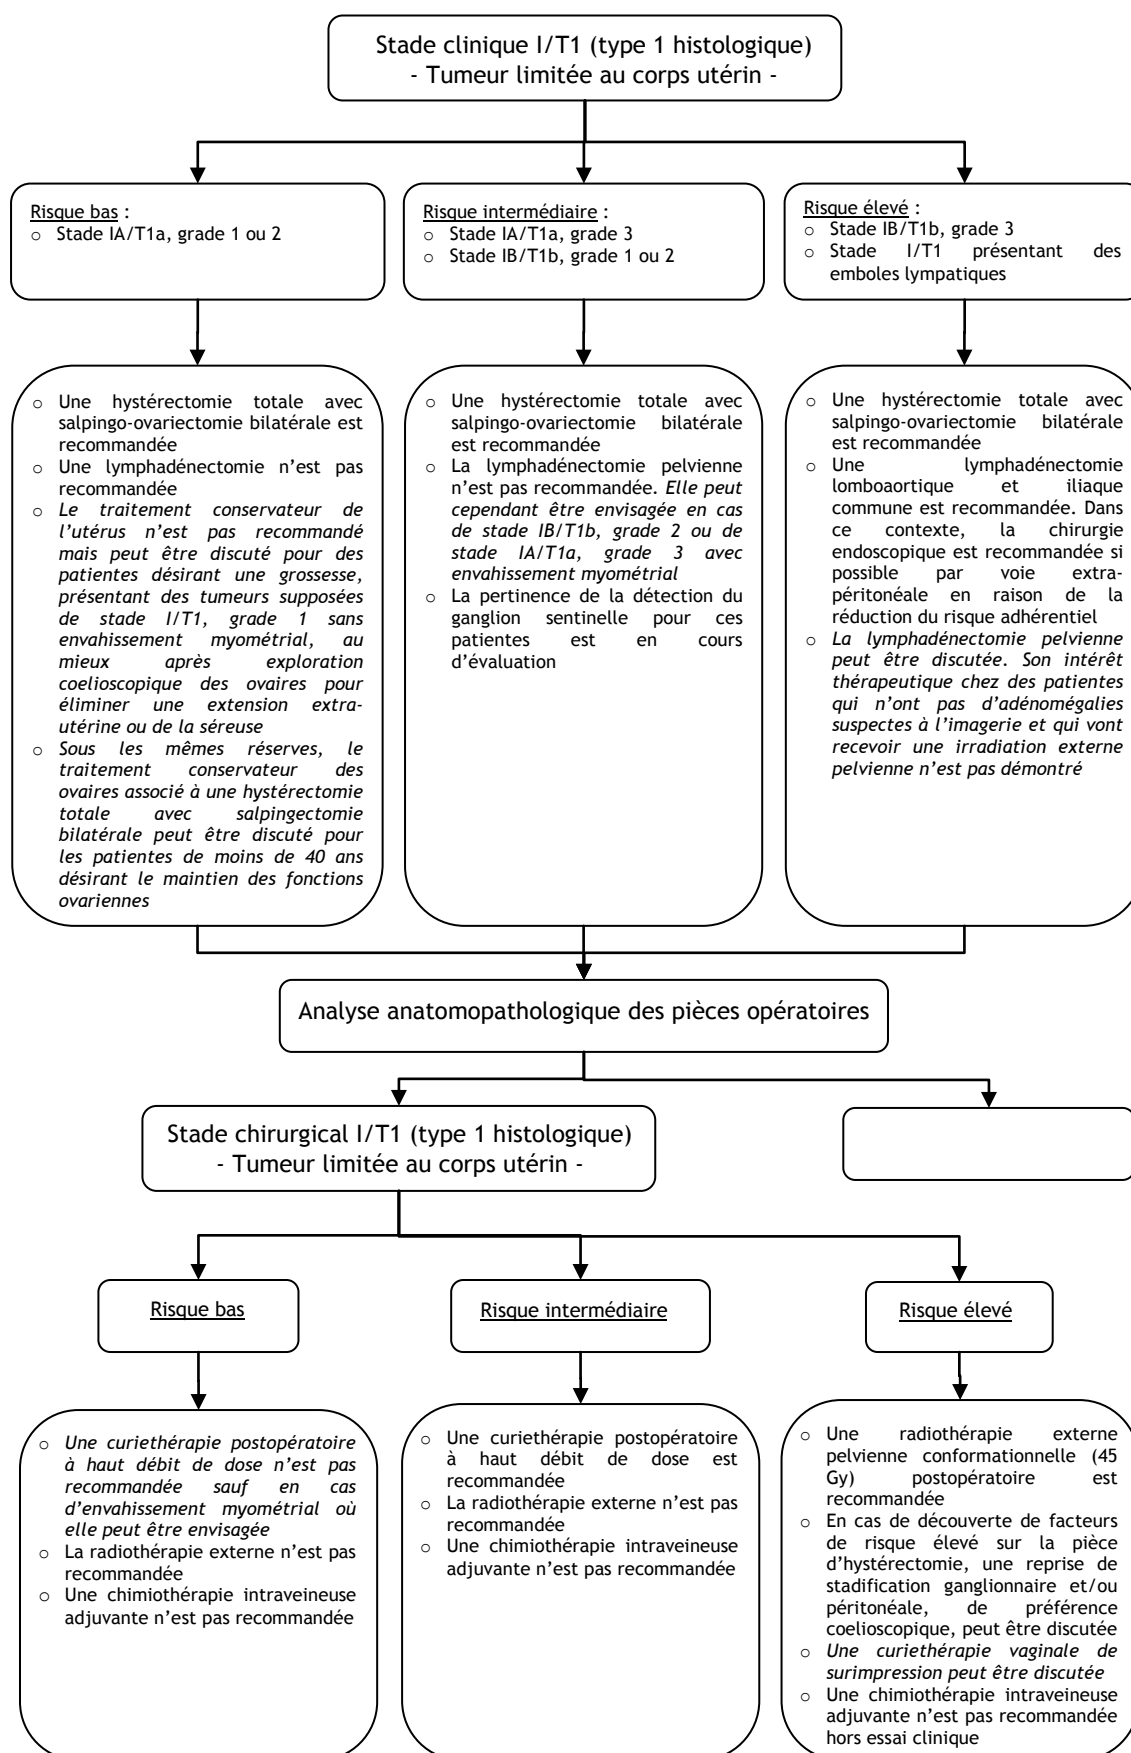 Stade clinique I/T1 (type 1 histologique)
- Tumeur limitée au corps utérin -
Risque bas :
o Stade IA/T1a, grade 1 ou 2
Risque intermédiaire :
o Stade IA/T1a, grade 3
o Stade IB/T1b, grade 1 ou 2
Risque élevé :
o Stade IB/T1b, grade 3
o Stade I/T1 présentant des
emboles lympatiques
o Une hystérectomie totale avec
salpingo-ovariectomie bilatérale est
recommandée
o Une lymphadénectomie n'est pas
recommandée
o Le traitement conservateur de
l'utérus n'est pas recommandé
mais peut être discuté pour des
patientes désirant une grossesse,
présentant des tumeurs supposées
de stade I/T1, grade 1 sans
envahissement myométrial, au
mieux après exploration
coelioscopique des ovaires pour
éliminer une extension extra-
utérine ou de la séreuse
o Sous les mêmes réserves, le
traitement conservateur des
ovaires associé à une hystérectomie
totale avec salpingectomie
bilatérale peut être discuté pour
les patientes de moins de 40 ans
désirant le maintien des fonctions
ovariennes
o Une hystérectomie totale avec
salpingo-ovariectomie bilatérale
est recommandée
o La lymphadénectomie pelvienne
n'est pas recommandée. Elle peut
cependant être envisagée en cas
de stade IB/T1b, grade 2 ou de
stade IA/T1a, grade 3 avec
envahissement myométrial
o La pertinence de la détection du
ganglion sentinelle pour ces
patientes est en cours
d'évaluation
o Une hystérectomie totale avec
salpingo-ovariectomie bilatérale
est recommandée
o Une lymphadénectomie
lomboaortique et iliaque
commune est recommandée. Dans
ce contexte, la chirurgie
endoscopique est recommandée si
possible par voie extra-
péritonéale en raison de la
réduction du risque adhérentiel
o La lymphadénectomie pelvienne
peut être discutée. Son intérêt
thérapeutique chez des patientes
qui n'ont pas d'adénomégalies
suspectes à l'imagerie et qui vont
recevoir une irradiation externe
pelvienne n'est pas démontré
Analyse anatomopathologique des pièces opératoires
Stade chirurgical I/T1 (type 1 histologique)
- Tumeur limitée au corps utérin -
Risque bas
Risque intermédiaire
Risque élevé
o Une curiethérapie postopératoire
à haut débit de dose n'est pas
recommandée sauf en cas
d'envahissement myométrial où
elle peut être envisagée
o La radiothérapie externe n'est pas
recommandée
o Une chimiothérapie intraveineuse
adjuvante n'est pas recommandée
o Une curiethérapie postopératoire
à haut débit de dose est
recommandée
o La radiothérapie externe n'est pas
recommandée
o Une chimiothérapie intraveineuse
adjuvante n'est pas recommandée
o Une radiothérapie externe
pelvienne conformationnelle (45
Gy) postopératoire est
recommandée
o En cas de découverte de facteurs
de risque élevé sur la pièce
d'hystérectomie, une reprise de
stadification ganglionnaire et/ou
péritonéale, de préférence
coelioscopique, peut être discutée
o Une curiethérapie vaginale de
surimpression peut être discutée
o Une chimiothérapie intraveineuse
adjuvante n'est pas recommandée
hors essai clinique